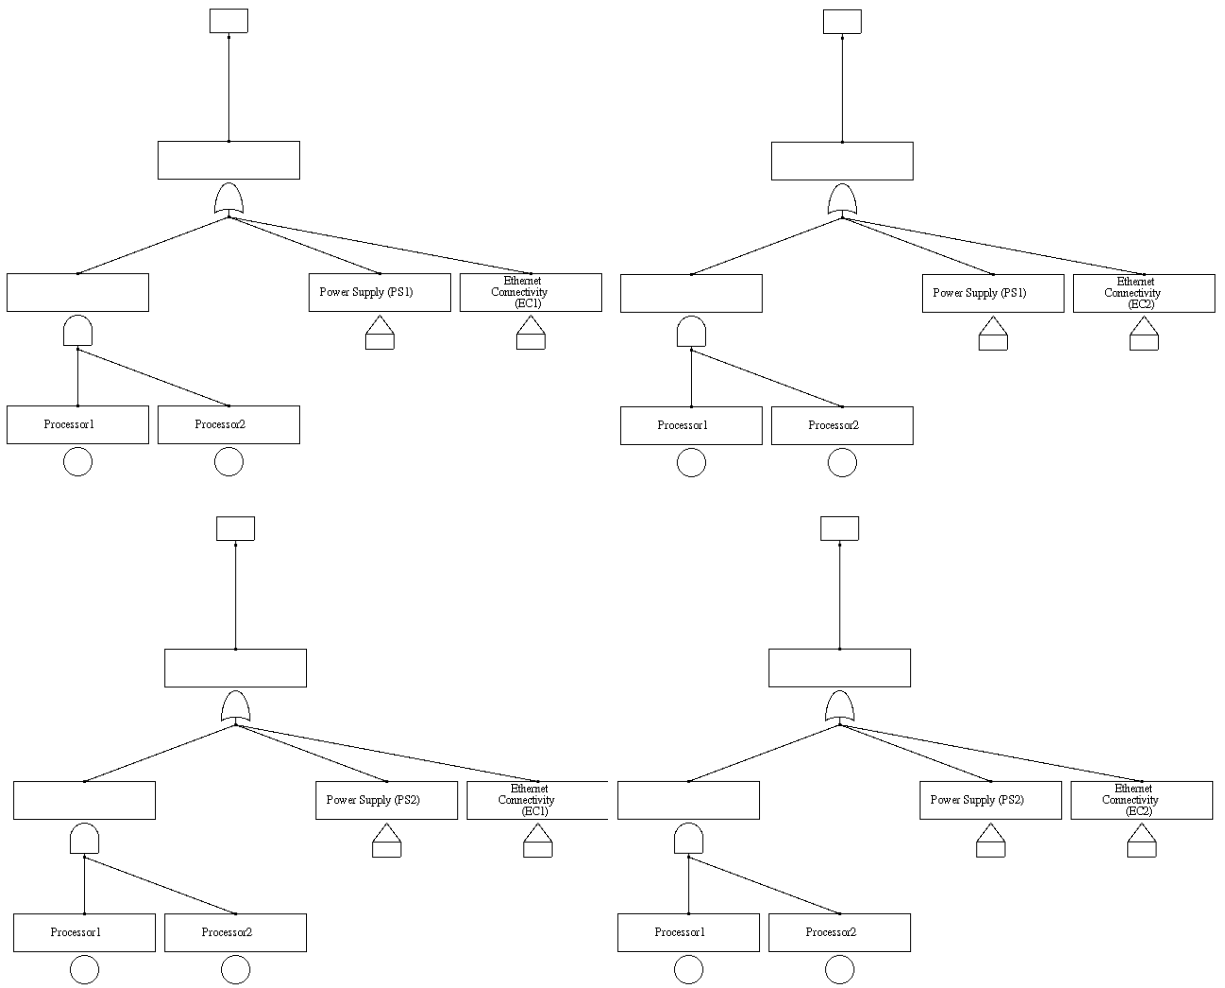 Power Supply (PS1)
Ethernet
Connectivity
(EC1)
Processor1
Processor2
Power Supply (PS1)
Ethernet
Connectivity
(EC2)
Processor1
Processor2
Power Supply (PS2)
Ethernet
Connectivity
(EC1)
Processor1
Processor2
Power Supply (PS2)
Ethernet
Connectivity
(EC2)
Processor1
Processor2